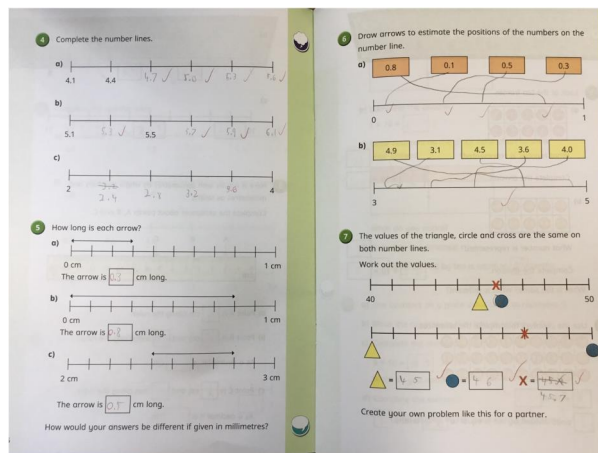 4 Complete the number lines.
a)
4.1 4.4 4.7 5.0
b)
5.1 5.3 5.5 5.7 5.9 6.1
c)
2 4
2.4 2.8 3.2
5 How long is each arrow?
a)
0 cm 1 cm
The arrow is 0.3 cm long.
b)
0 cm 1 cm
The arrow is 0.8 cm long.
c)
2 cm 3 cm
The arrow is 0.5 cm long.
How would your answers be different if given in millimetres?
6 Draw arrows to estimate the positions of the numbers on the
number line.
a) 0.8 0.1 0.5 0.3
0 1
b) 4.9 3.1 4.5 3.6 4.0
3 5
7 The values of the triangle, circle and cross are the same on
both number lines.
Work out the values.
40 50
= 45 = 46 X =
45.7
Create your own problem like this for a partner.